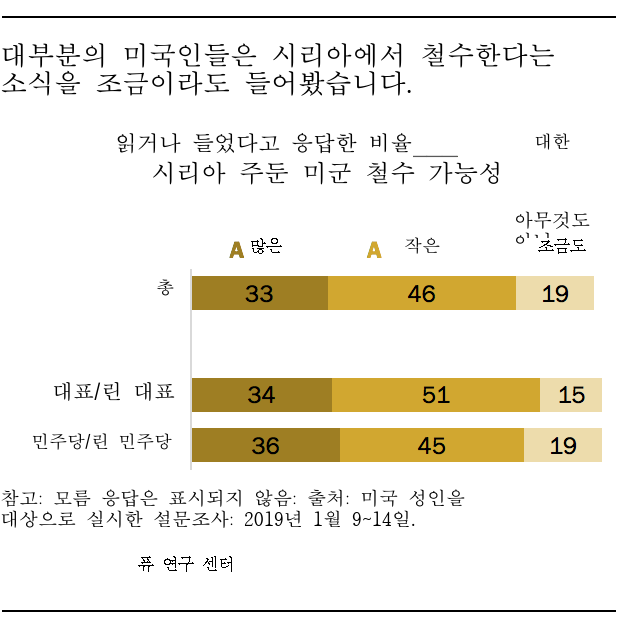 대부분의 미국인들은 시리아에서 철수한다는
소식을 조금이라도 들어봤습니다.
읽거나 들었다고 응답한 비율____ 대한
시리아 주둔 미군 철수 가능성
아무것도
A 많은 A 작은 조금도
총 33 46 19
대표/린 대표 34 51 15
민주당/린 민주당 36 45 19
참고: 모름 응답은 표시되지 않음: 출처: 미국 성인을
대상으로 실시한 설문조사: 2019년 1월 9~14일.
퓨 연구 센터